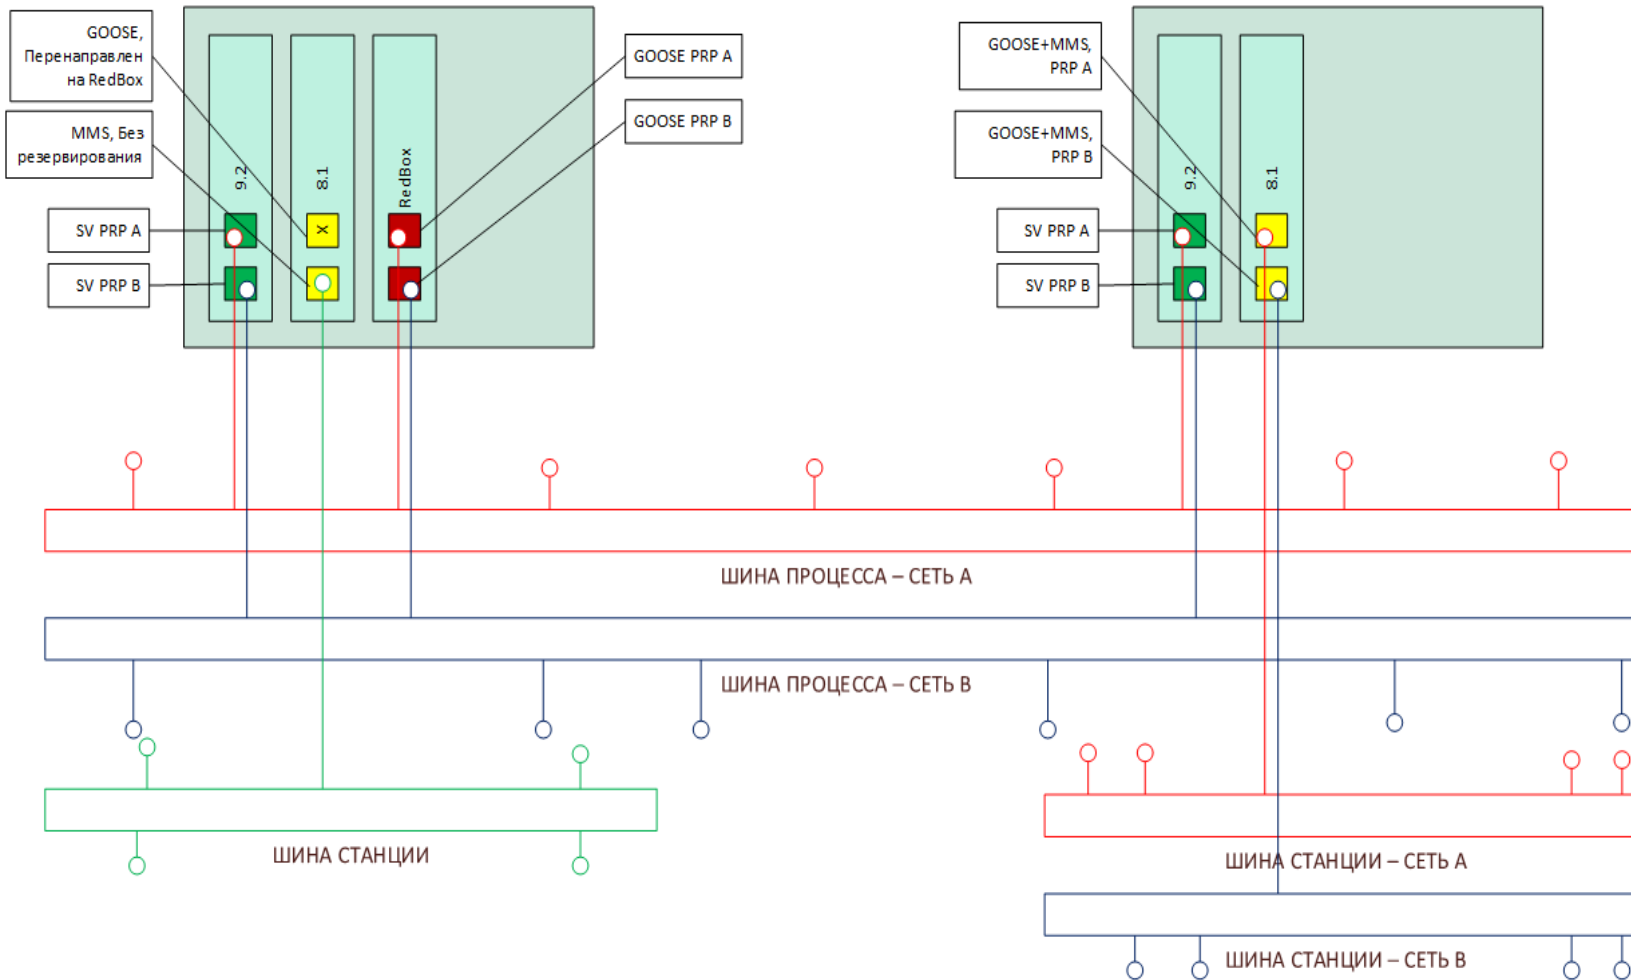 GOOSE,
Перенаправлен
на RedBox
MMS, Без
резервирования
SV PRP A
SV PRP B
9.2
8.1
X
RedBox
GOOSE PRP A
GOOSE PRP B
GOOSE+MMS,
PRP A
GOOSE+MMS,
PRP B
SV PRP A
SV PRP B
9.2
8.1
ШИНА ПРОЦЕССА – СЕТЬ А
ШИНА ПРОЦЕССА – СЕТЬ В
ШИНА СТАНЦИИ
ШИНА СТАНЦИИ – СЕТЬ А
ШИНА СТАНЦИИ – СЕТЬ В